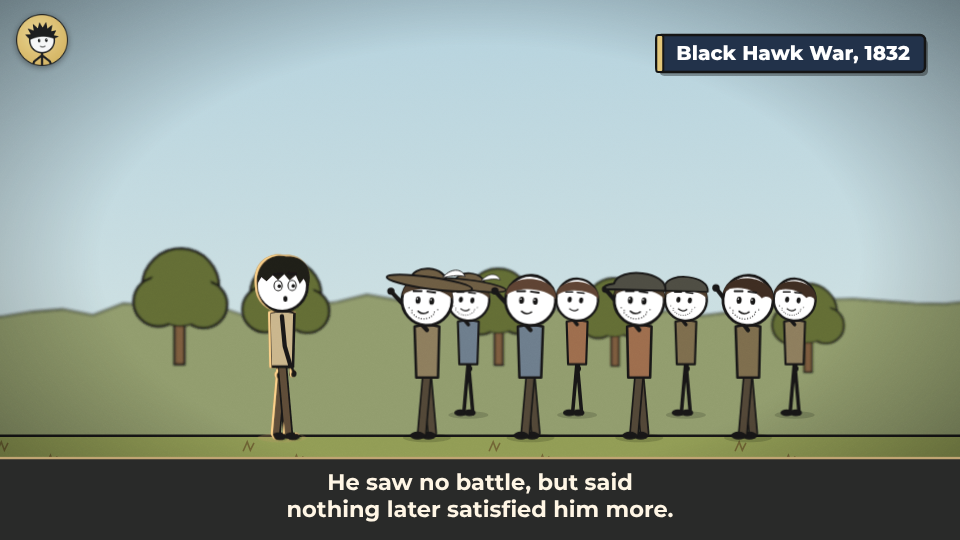 Black Hawk War, 1832
He saw no battle, but said
nothing later satisfied him more.